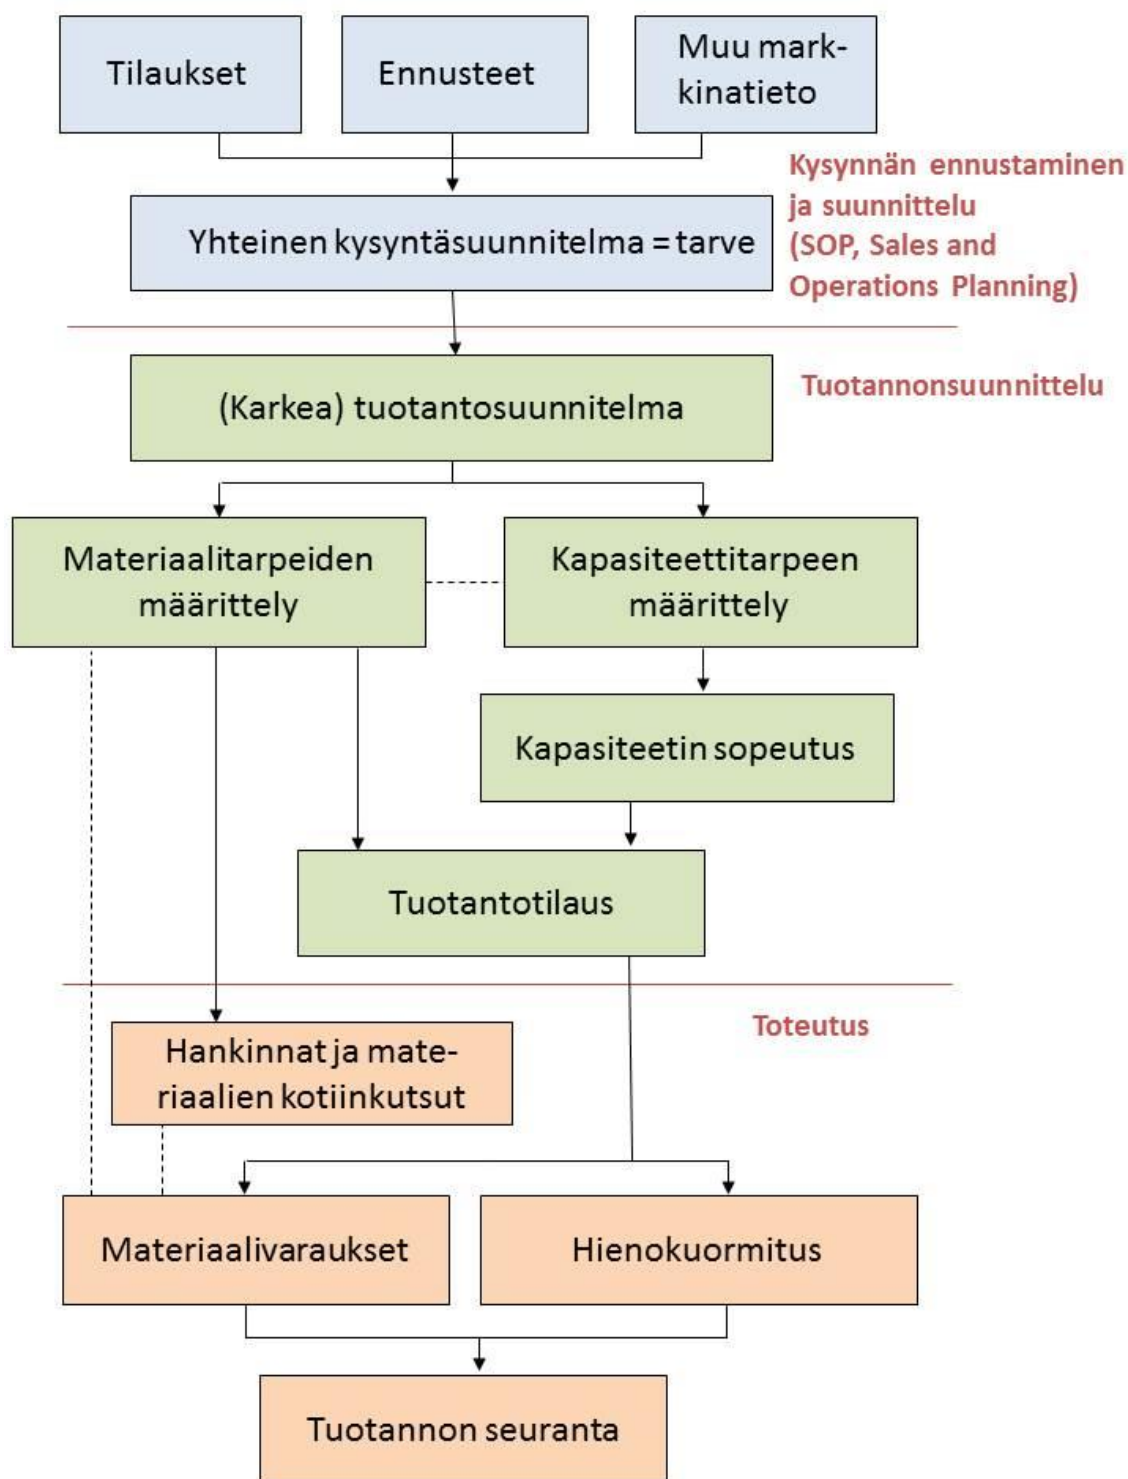 Tilaukset
Ennusteet
Muu mark-
kinatieto
Kysynnän ennustaminen
ja suunnittelu
(SOP, Sales and
Operations Planning)
Yhteinen kysyntäsuunnitelma = tarve
(Karkea) tuotantosuunnitelma
Tuotannonsuunnittelu
Materiaalitarpeiden
määrittely
Kapasiteettitarpeen
määrittely
Kapasiteetin sopeutus
Tuotantotilaus
Toteutus
Hankinnat ja mate-
riaalien kotiinkutsut
Materiaalivaraukset
Hienokuormitus
Tuotannon seuranta